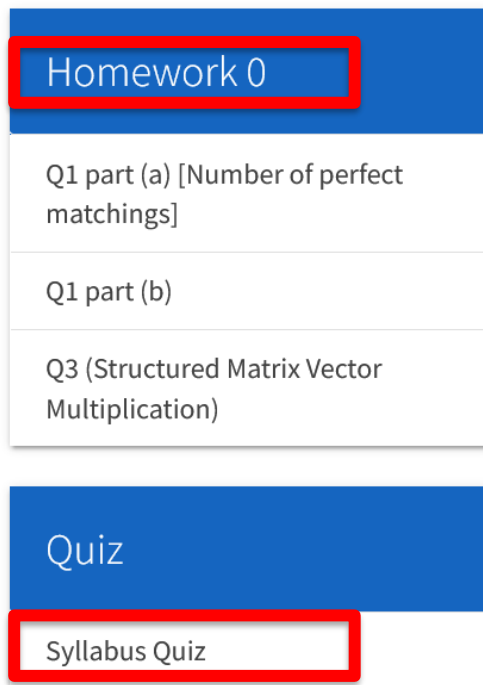 Homework 0
Q1 part (a) [Number of perfect
matchings]
Q1 part (b)
Q3 (Structured Matrix Vector
Multiplication)
Quiz
Syllabus Quiz